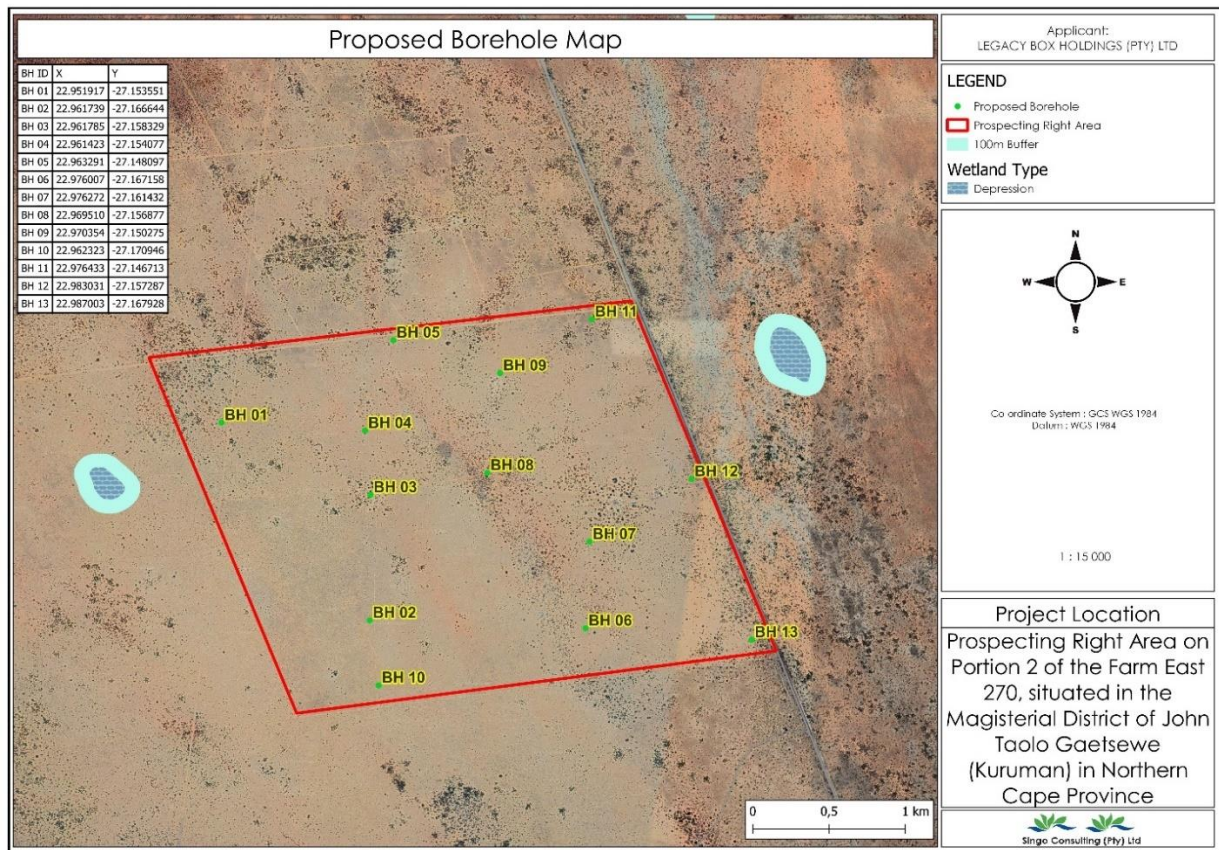 Proposed Borehole Map
BH ID X Y
BH 01 22.951917 -27.153551
BH 02 22.961739 -27.166644
BH 03 22.961785 -27.158329
BH 04 22.961423 -27.154077
BH 05 22.963291 -27.148097
BH 06 22.976007 -27.167158
BH 07 22.976272 -27.161432
BH 08 22.969510 -27.156877
BH 09 22.970354 -27.150275
BH 10 22.962323 -27.170946
BH 11 22.976433 -27.146713
BH 12 22.983031 -27.157287
BH 13 22.987003 -27.167928
BH 11
BH 05
BH 09
BH 01
BH 04
BH 08
BH 12
BH 03
BH 07
BH 02
BH 06
BH 13
BH 10
0 0,5 1 km
Applicant:
LEGACY BOX HOLDINGS (PTY) LTD
LEGEND
Proposed Borehole
Prospecting Right Area
100m Buffer
Wetland Type
Depression
N
W E
S
Co ordinate System : GCS WGS 1984
Datum : WGS 1984
1 : 15 000
Project Location
Prospecting Right Area on
Portion 2 of the Farm East
270, situated in the
Magisterial District of John
Taolo Gaetsewe
(Kuruman) in Northern
Cape Province
Singo Consulting (Pty) Ltd